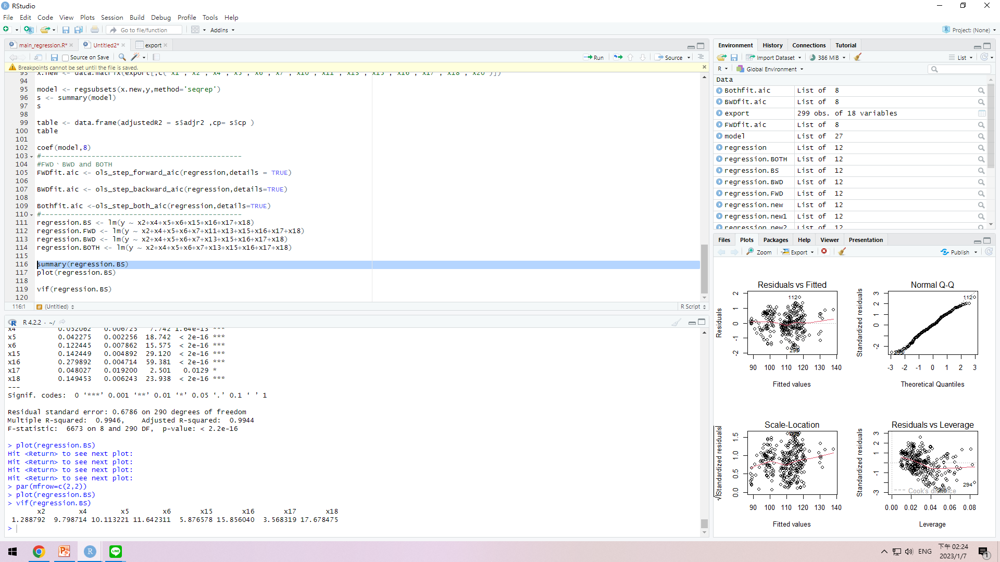 RStudio
File Edit Code View Plots Session Build Debug Profile Tools Help
Go to file/function
Addins
Project: (None)
main_regression.R*
Untitled2*
export
Source on Save
Run
Source
Breakpoints cannot be set until the file is saved.
93 x.new <- data.matrix(export[,c('x1','x2','x4','x5','x6','x7','x10','x11','x13','x15','x16','x17','x18','x20')])
94
95 model <- regsubsets(x.new,y,method='seqrep')
96 s <- summary(model)
97 s
98
99 table <- data.frame(adjustedR2 = s$adjr2 ,cp= s$cp )
100 table
101
102 coef(model,8)
103 #------------------------------------------------
104 #FWD、BWD and BOTH
105 FWDfit.aic <- ols_step_forward_aic(regression,details = TRUE)
106
107 BWDfit.aic <- ols_step_backward_aic(regression,details=TRUE)
108
109 Bothfit.aic <-ols_step_both_aic(regression,details=TRUE)
110 #------------------------------------------------
111 regression.BS <- lm(y ~ x2+x4+x5+x6+x15+x16+x17+x18)
112 regression.FWD <- lm(y ~ x2+x4+x5+x6+x7+x11+x13+x15+x16+x17+x18)
113 regression.BWD <- lm(y ~ x2+x4+x5+x6+x7+x13+x15+x16+x17+x18)
114 regression.BOTH <- lm(y ~ x2+x4+x5+x6+x7+x13+x15+x16+x17+x18)
115
116 summary(regression.BS)
117 plot(regression.BS)
118
119 vif(regression.BS)
120
116:1 # (Untitled) R Script
R 4.2.2 · ~/
x4 0.052062 0.006725 7.742 1.64e-13 ***
x5 0.042275 0.002256 18.742 < 2e-16 ***
x6 0.122445 0.007862 15.575 < 2e-16 ***
x15 0.142449 0.004892 29.120 < 2e-16 ***
x16 0.279892 0.004714 59.381 < 2e-16 ***
x17 0.048027 0.019200 2.501 0.0129 *
x18 0.149453 0.006243 23.938 < 2e-16 ***
---
Signif. codes: 0 ‘***’ 0.001 ‘**’ 0.01 ‘*’ 0.05 ‘.’ 0.1 ‘ ’ 1
Residual standard error: 0.6786 on 290 degrees of freedom
Multiple R-squared: 0.9946, Adjusted R-squared: 0.9944
F-statistic: 6673 on 8 and 290 DF, p-value: < 2.2e-16
> plot(regression.BS)
Hit <Return> to see next plot:
Hit <Return> to see next plot:
Hit <Return> to see next plot:
Hit <Return> to see next plot:
> par(mfrow=c(2,2))
> plot(regression.BS)
> vif(regression.BS)
x2 x4 x5 x6 x15 x16 x17 x18
1.288792 9.798714 10.113221 11.642311 5.876578 15.856040 3.568319 17.678475
>
Environment History Connections Tutorial
Import Dataset 386 MiB List
R Global Environment
Data
Bothfit.aic List of 8
BWDfit.aic List of 8
export 299 obs. of 18 variables
FWDfit.aic List of 8
model List of 27
regression List of 12
regression.BOTH List of 12
regression.BS List of 12
regression.BWD List of 12
regression.FWD List of 12
regression.new List of 12
regression.new1 List of 12
regression.new2 List of 12
Files Plots Packages Help Viewer Presentation
Zoom Export Publish
Residuals vs Fitted
Residuals
2
1
0
-1
-2
112
90 100 110 120 130 140
Fitted values
Normal Q-Q
Standardized residuals
3
2
1
0
-2
112
-3 -2 -1 0 1 2 3
Theoretical Quantiles
Scale-Location
√|Standardized residuals|
1.5
1.0
0.5
0.0
90 100 110 120 130 140
Fitted values
Residuals vs Leverage
Standardized residuals
3
2
1
-1
-3
294
Cook's distance
0.00 0.02 0.04 0.06 0.08
Leverage
ENG
下午 02:24
2023/1/7
1